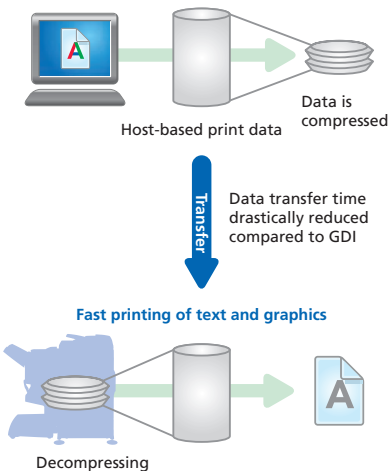 A
Host-based print data
Data is
compressed
Transfer
Data transfer time
drastically reduced
compared to GDI
Fast printing of text and graphics
A
Decompressing